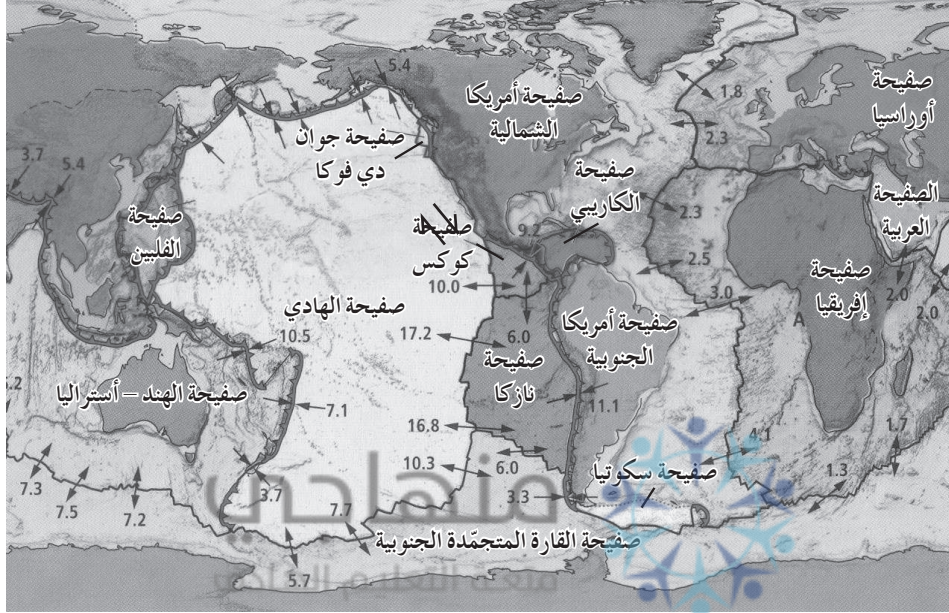 5.4
صفيحة أمريكا
الشمالية
1.8
2.3
صفيحة
أوراسيا
صفيحة جوان
دي فوكا
3.7
5.4
صفيحة
الكاريبي
الصفيحة
العربية
صفيحة
الفلبين
2.3
صفيحة
كوكس
9.2
2.5
صفيحة
إفريقيا
2.0
2.0
10.0
3.0
A
صفيحة الهادي
10.5
17.2
6.0
صفيحة أمريكا
الجنوبية
صفيحة
نازكا
صفيحة الهند – أستراليا
7.1
11.1
16.8
4.1
1.7
10.3
6.0
صفيحة سكوتيا
1.3
7.3
7.5
7.2
3.7
7.7
3.3
صفيحة القارة المتجمّدة الجنوبية
5.7
منهاجي
متعة التعليم الهادف